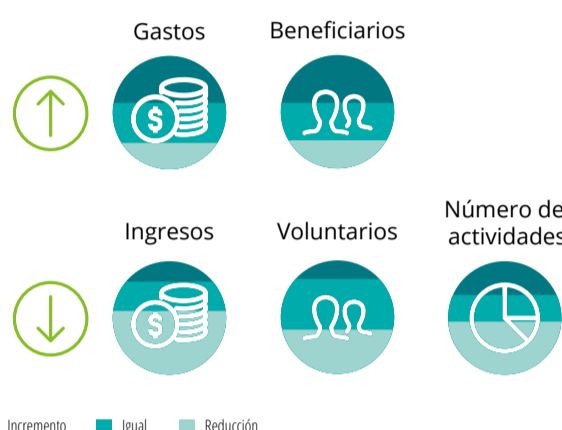 Gastos
Beneficiarios
$
Ingresos
Voluntarios
Número de
actividades
$
Incremento
Igual
Reducción